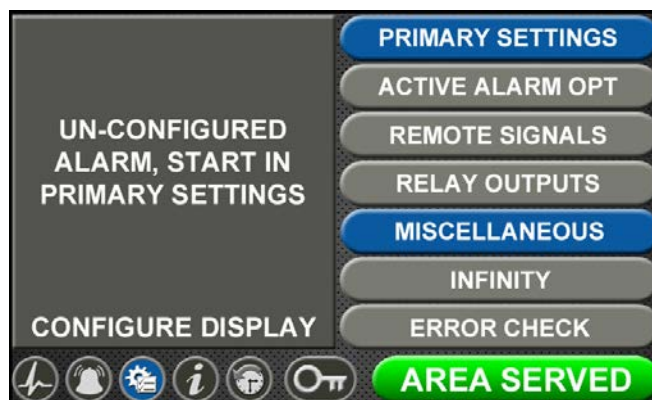 UN-CONFIGURED
ALARM, START IN
PRIMARY SETTINGS
CONFIGURE DISPLAY
PRIMARY SETTINGS
ACTIVE ALARM OPT
REMOTE SIGNALS
RELAY OUTPUTS
MISCELLANEOUS
INFINITY
ERROR CHECK
AREA SERVED